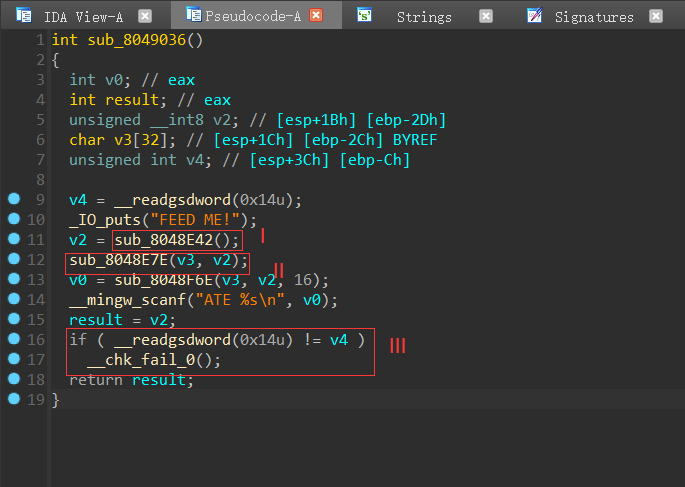 IDA View-A Pseudocode-A Strings Signatures
1 int sub_8049036()
2 {
3 int v0; // eax
4 int result; // eax
5 unsigned __int8 v2; // [esp+1Bh] [ebp-2Dh]
6 char v3[32]; // [esp+1Ch] [ebp-2Ch] BYREF
7 unsigned int v4; // [esp+3Ch] [ebp-Ch]
8
9 v4 = __readgsdword(0x14u);
10 _IO_puts("FEED ME!");
11 v2 = sub_8048E42(); I
12 sub_8048E7E(v3, v2); II
13 v0 = sub_8048F6E(v3, v2, 16);
14 __mingw_scanf("ATE %s\n", v0);
15 result = v2;
16 if ( __readgsdword(0x14u) != v4 ) III
17 __chk_fail_0();
18 return result;
19 }